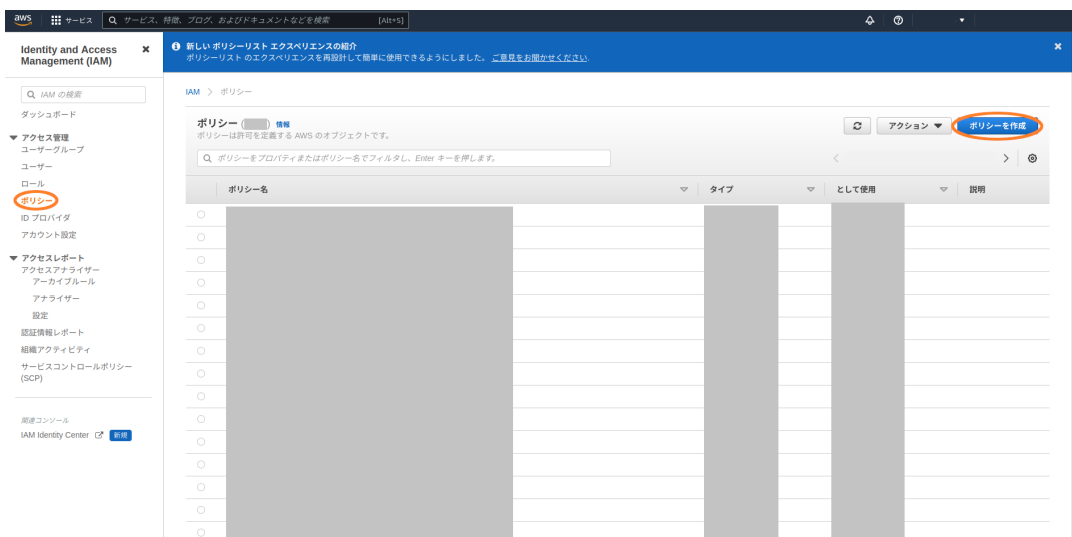 aws サービス サービス、特徴、ブログ、およびドキュメントなどを検索 [Alt+S]
Identity and Access Management (IAM)
IAM の検索
ダッシュボード
アクセス管理
ユーザーグループ
ユーザー
ロール
ポリシー
ID プロバイダ
アカウント設定
アクセスレポート
アクセスアナライザー
アーカイブルール
アナライザー
設定
認証情報レポート
組織アクティビティ
サービスコントロールポリシー
(SCP)
関連コンソール
IAM Identity Center 新規
新しい ポリシーリスト エクスペリエンスの紹介
ポリシーリスト のエクスペリエンスを再設計して簡単に使用できるようにしました。 ご意見をお聞かせください.
IAM > ポリシー
ポリシー ( ) 情報
ポリシーは許可を定義する AWS のオブジェクトです。
アクション
ポリシーを作成
ポリシーをプロパティまたはポリシー名でフィルタし、Enter キーを押します。
ポリシー名 タイプ として使用 説明